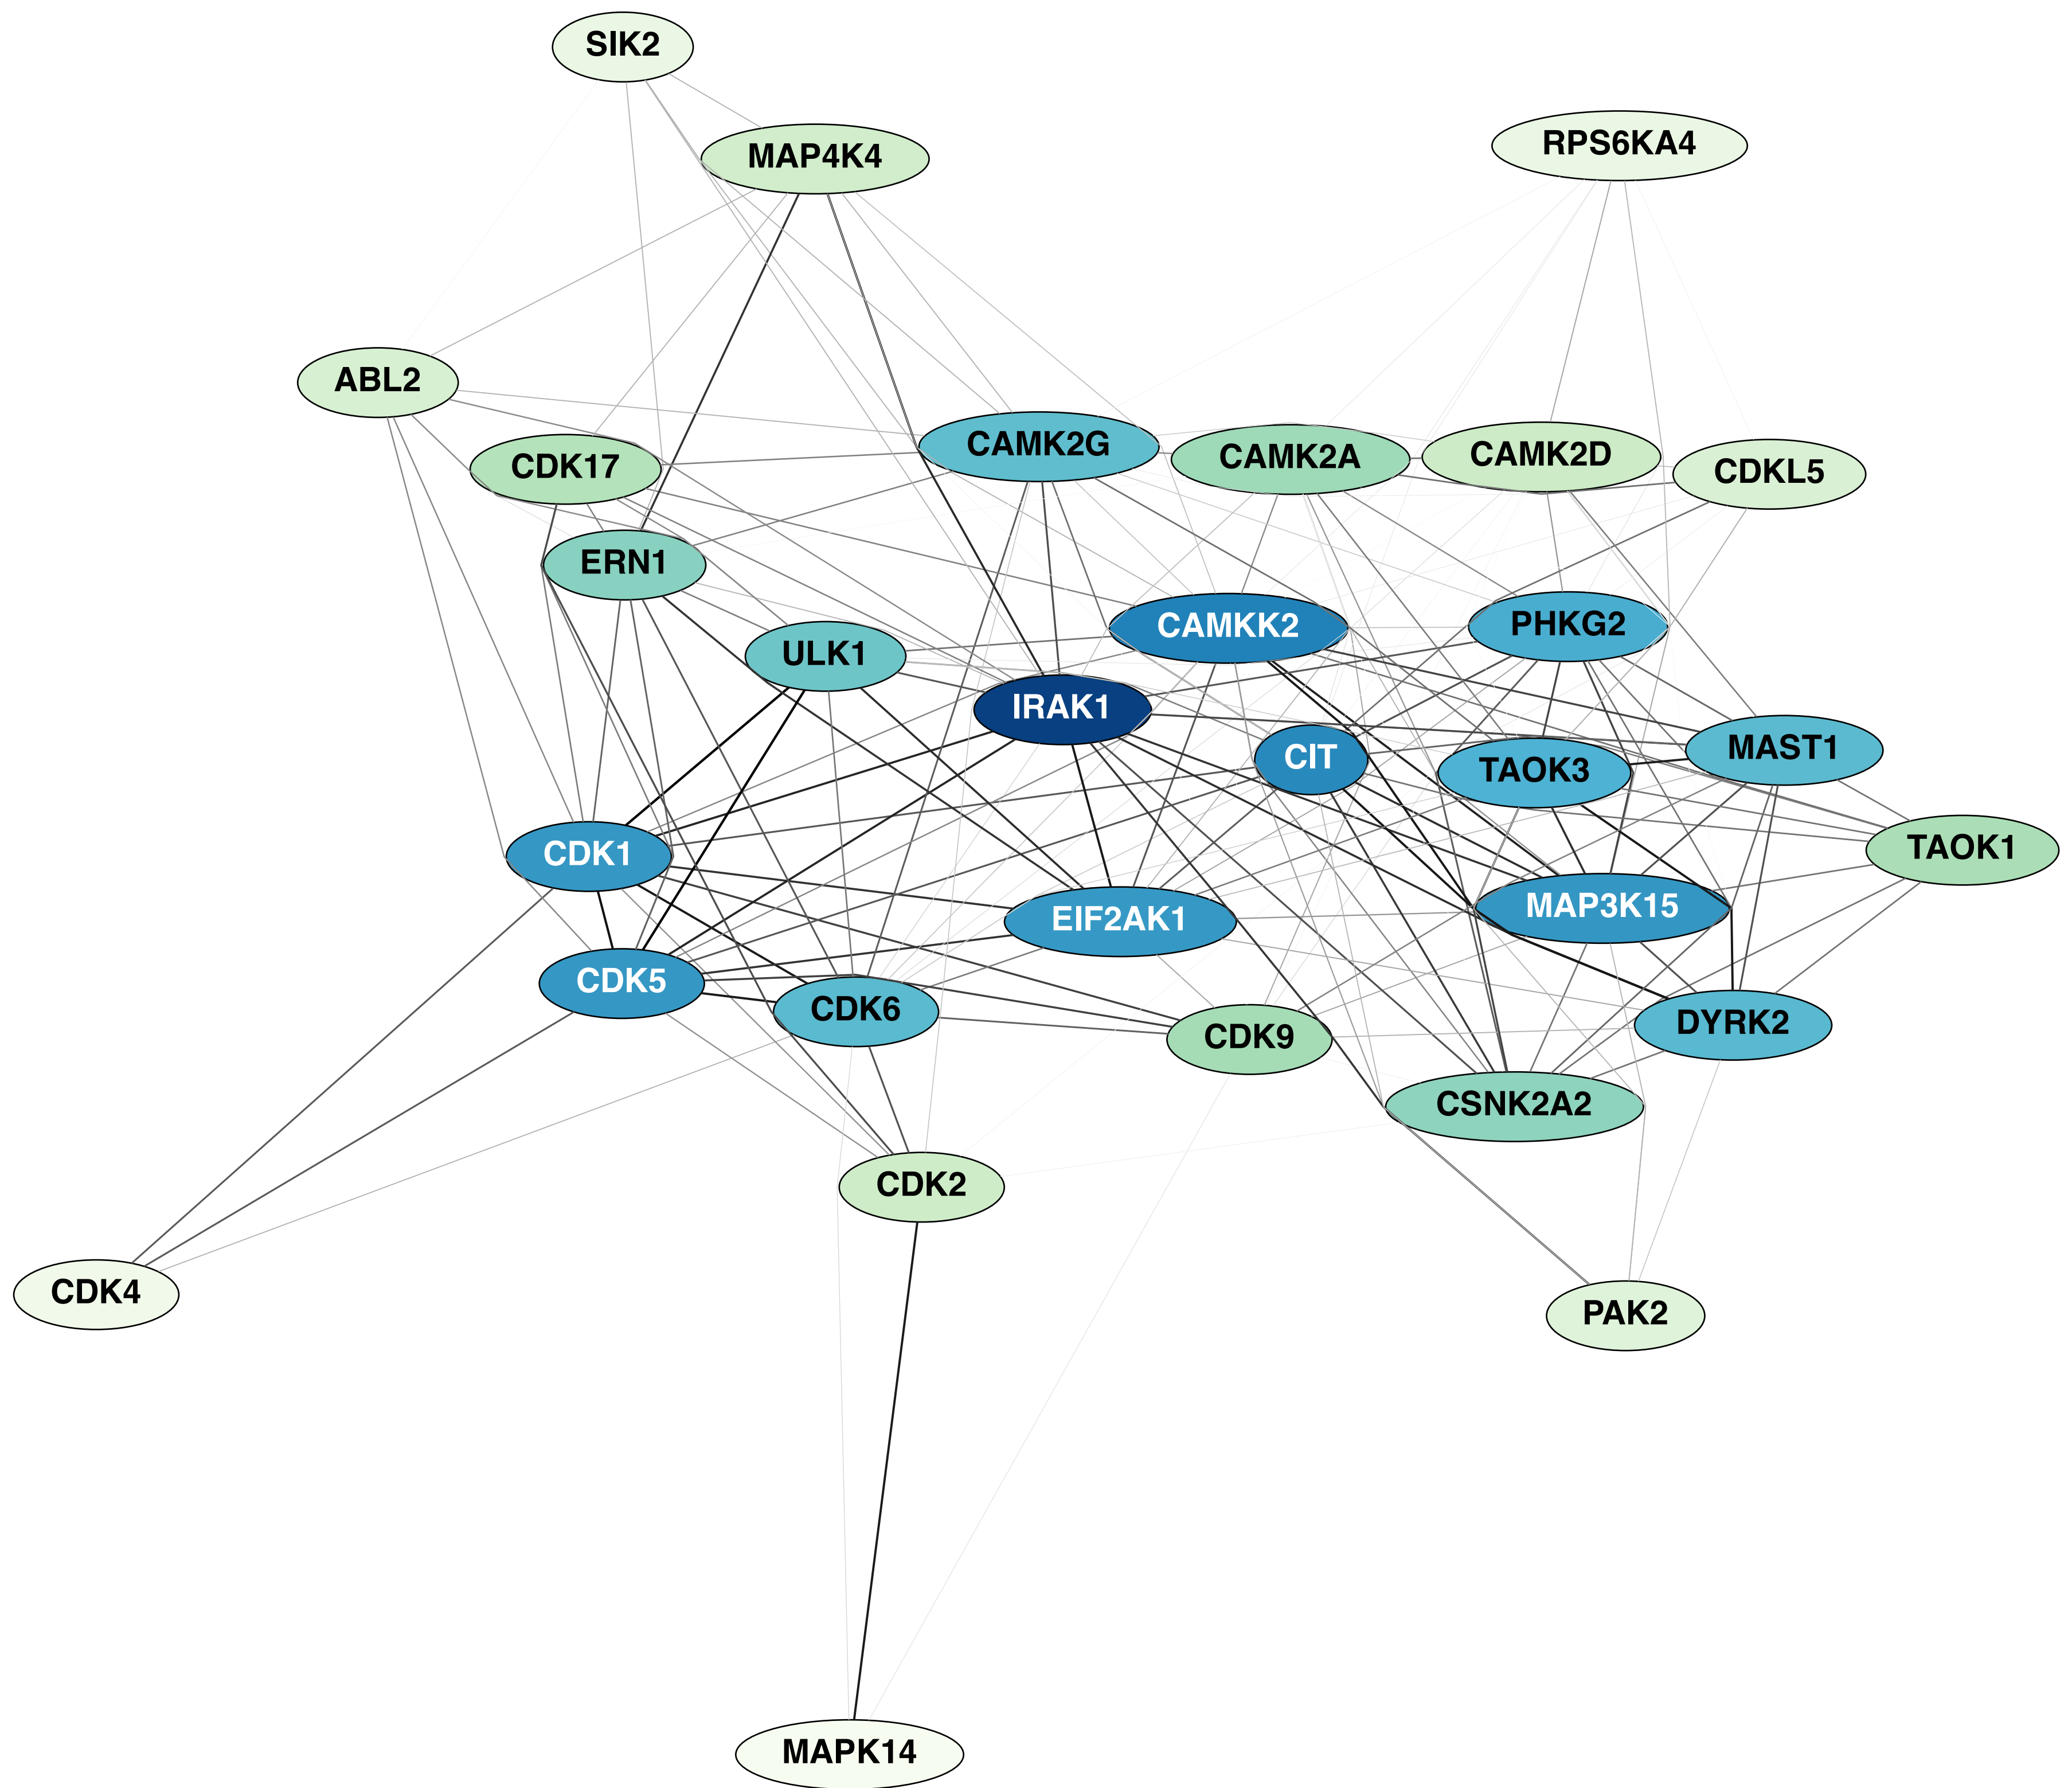 SIK2
RPS6KA4
MAP4K4
ABL2
CAMK2G
CAMK2D
CAMK2A
CDK17
CDKL5
ERN1
PHKG2
CAMKK2
ULK1
IRAK1
MAST1
CIT
TAOK3
TAOK1
CDK1
MAP3K15
EIF2AK1
CDK5
CDK6
DYRK2
CDK9
CSNK2A2
CDK2
CDK4
PAK2
MAPK14